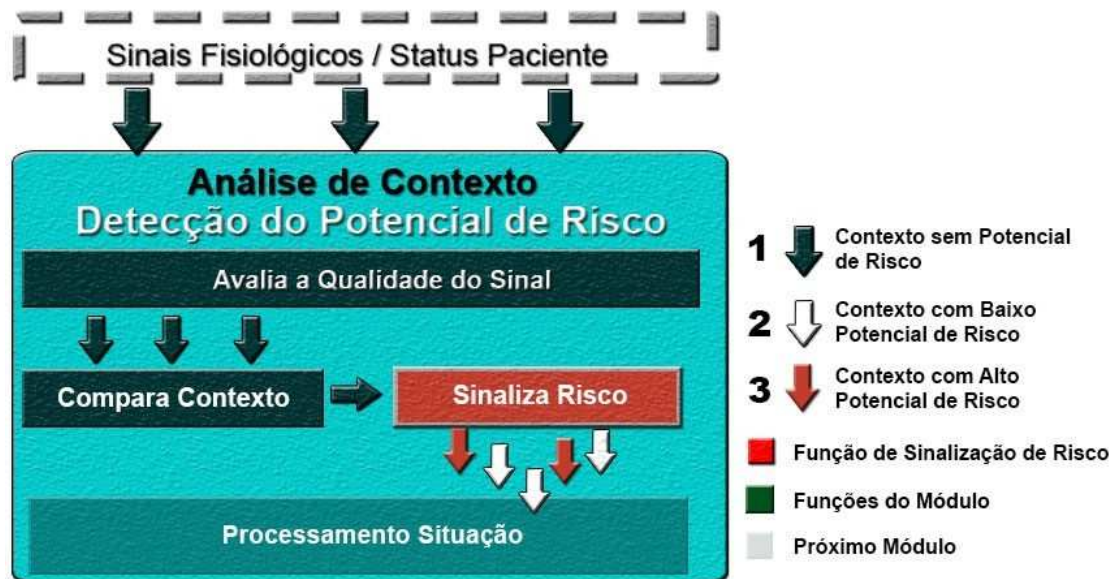 Sinais Fisiológicos / Status Paciente
Análise de Contexto
Detecção do Potencial de Risco
Avalia a Qualidade do Sinal
Compara Contexto
Sinaliza Risco
Processamento Situação
1 Contexto sem Potencial
de Risco
2 Contexto com Baixo
Potencial de Risco
3 Contexto com Alto
Potencial de Risco
Função de Sinalização de Risco
Funções do Módulo
Próximo Módulo